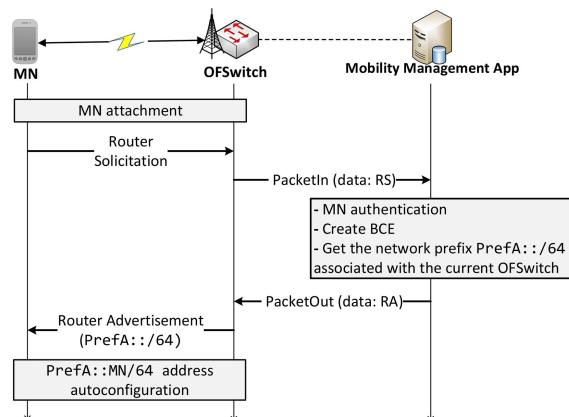 MN
OFSwitch
Mobility Management App
MN attachment
Router
Solicitation
PacketIn (data: RS)
- MN authentication
- Create BCE
- Get the network prefix PrefA::/64
associated with the current OFSwitch
PacketOut (data: RA)
Router Advertisement
(PrefA::/64)
PrefA::MN/64 address
autoconfiguration